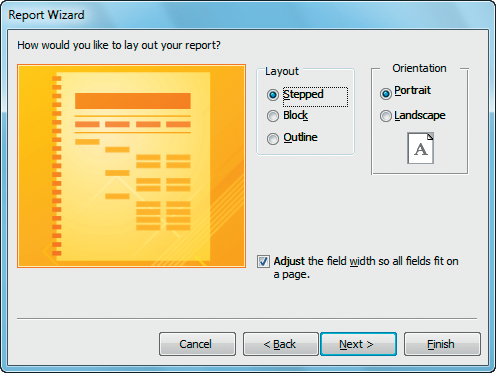 Report Wizard
How would you like to lay out your report?
Layout
Stepped
Block
Outline
Orientation
Portrait
Landscape
A
Adjust the field width so all fields fit on
a page.
Cancel
< Back
Next >
Finish